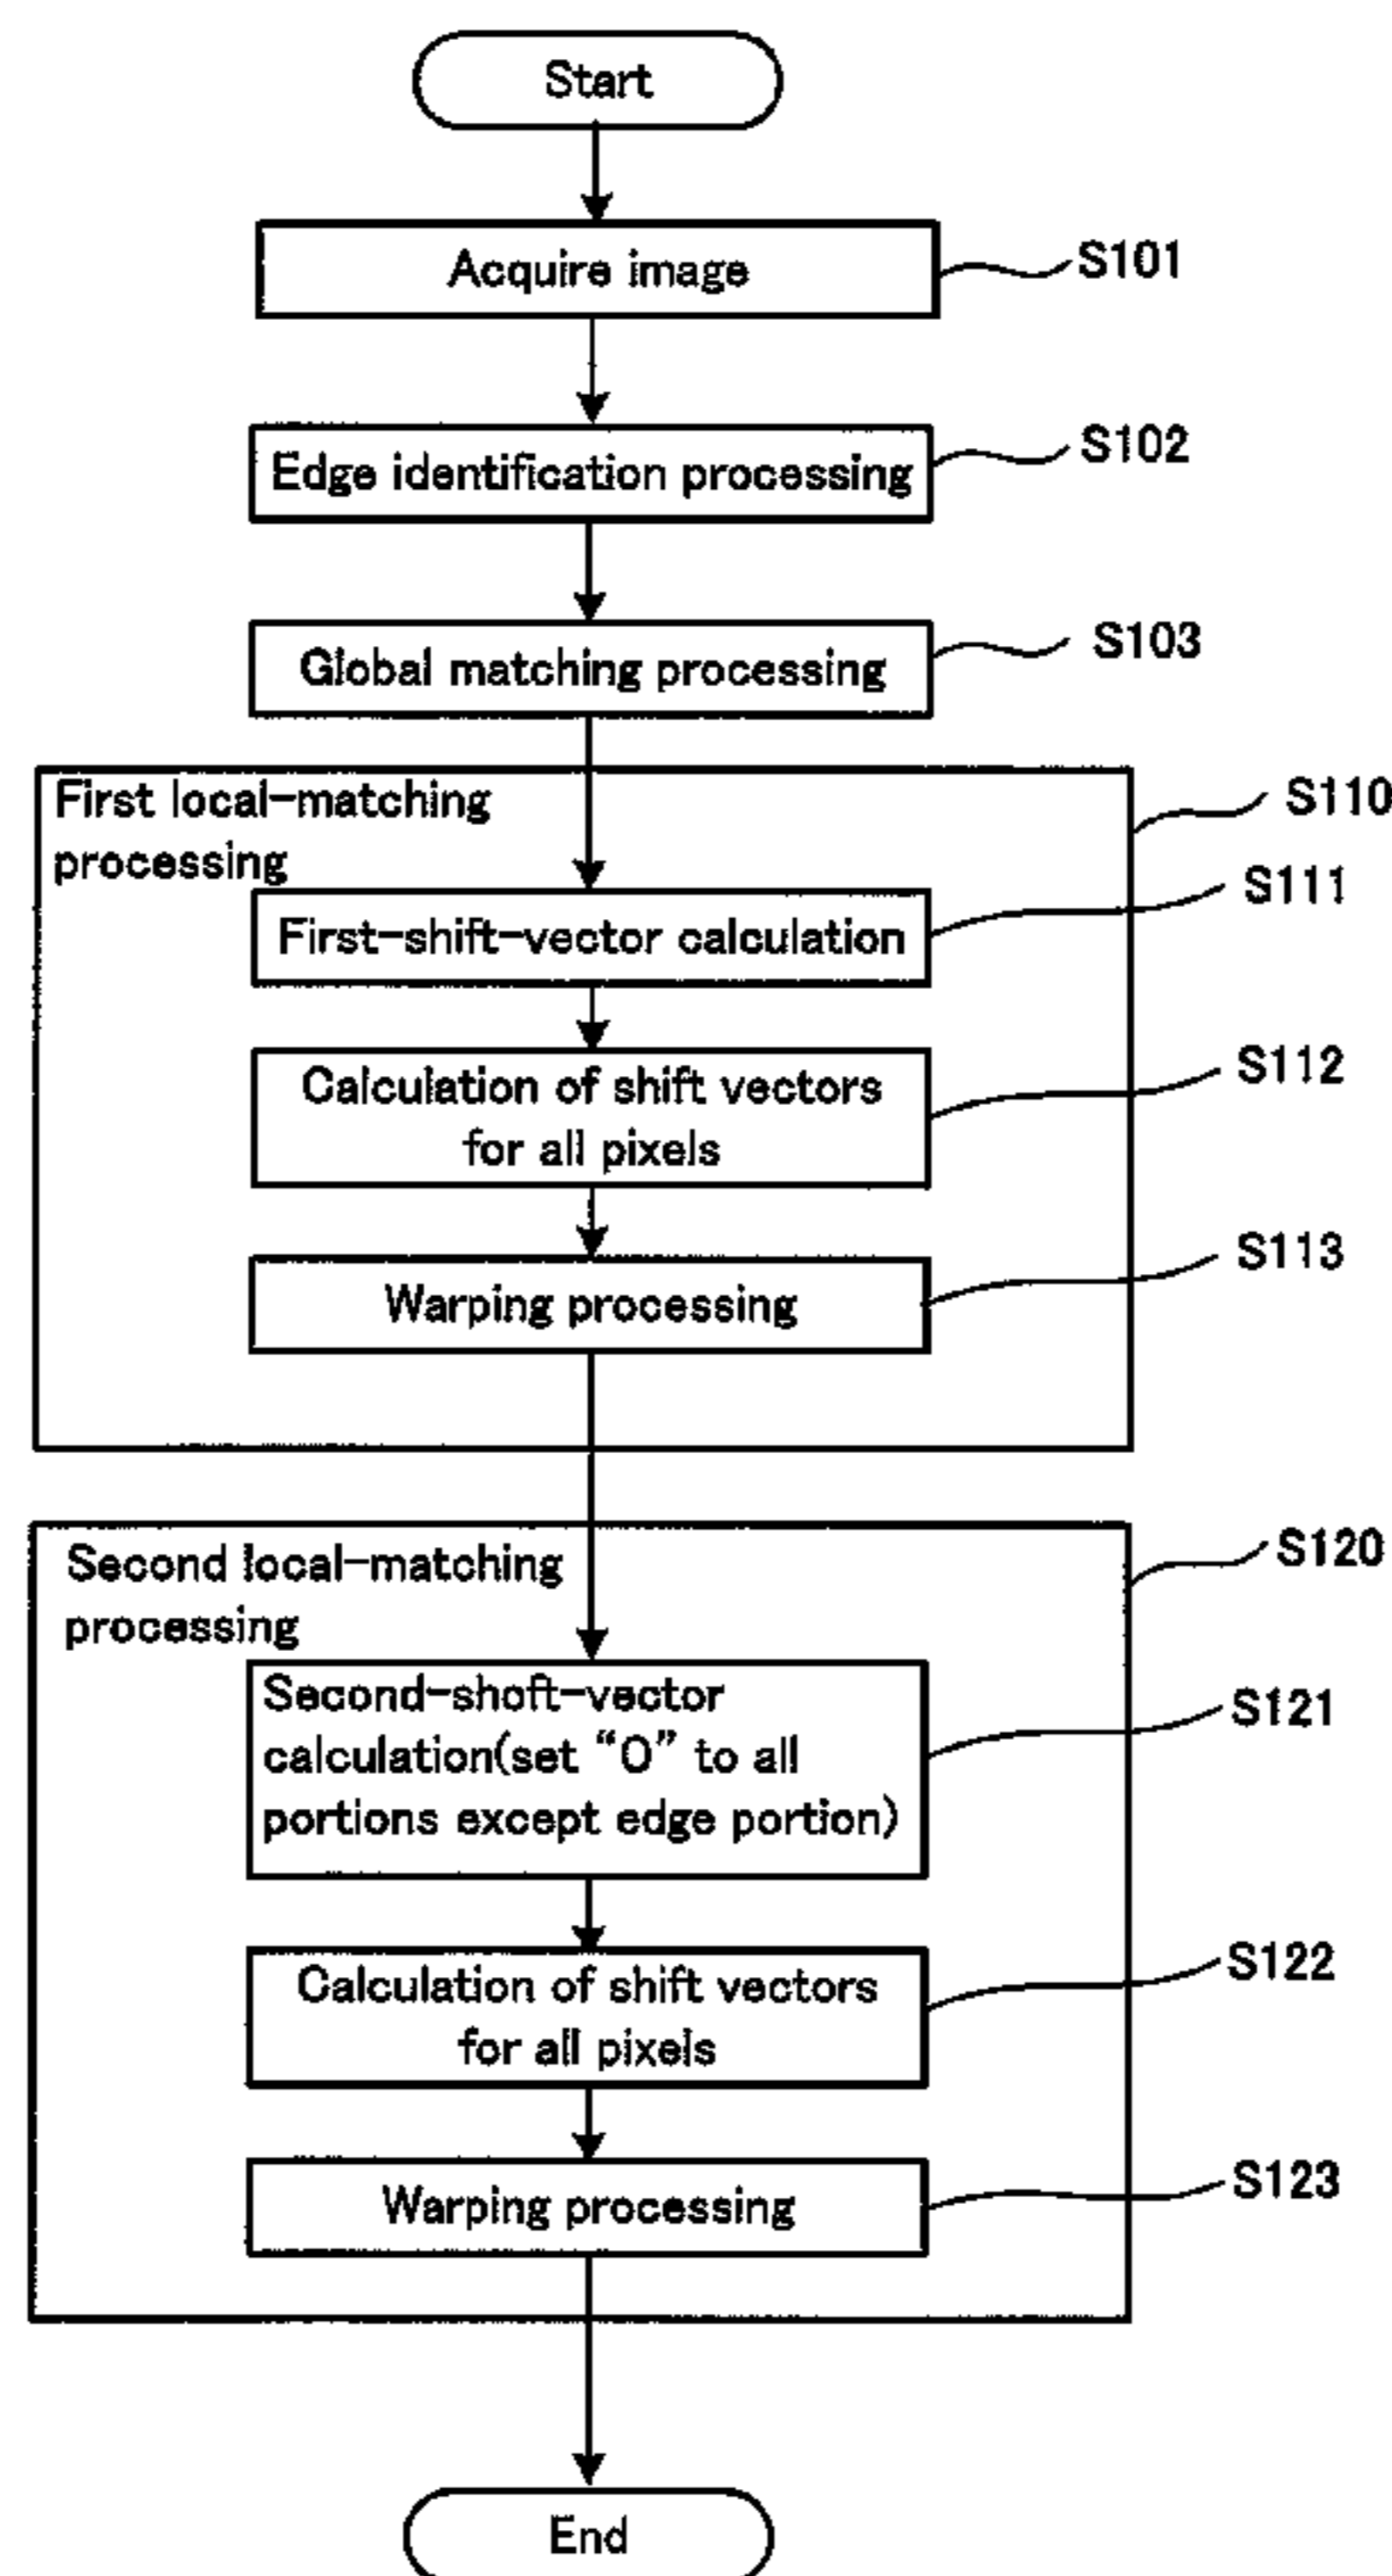 Start
Acquire image
S101
Edge identification processing
S102
Global matching processing
S103
First local-matching
processing
S110
First-shift-vector calculation
S111
Calculation of shift vectors
for all pixels
S112
Warping processing
S113
Second local-matching
processing
S120
Second-shoft-vector
calculation(set “0” to all
portions except edge portion)
S121
Calculation of shift vectors
for all pixels
S122
Warping processing
S123
End